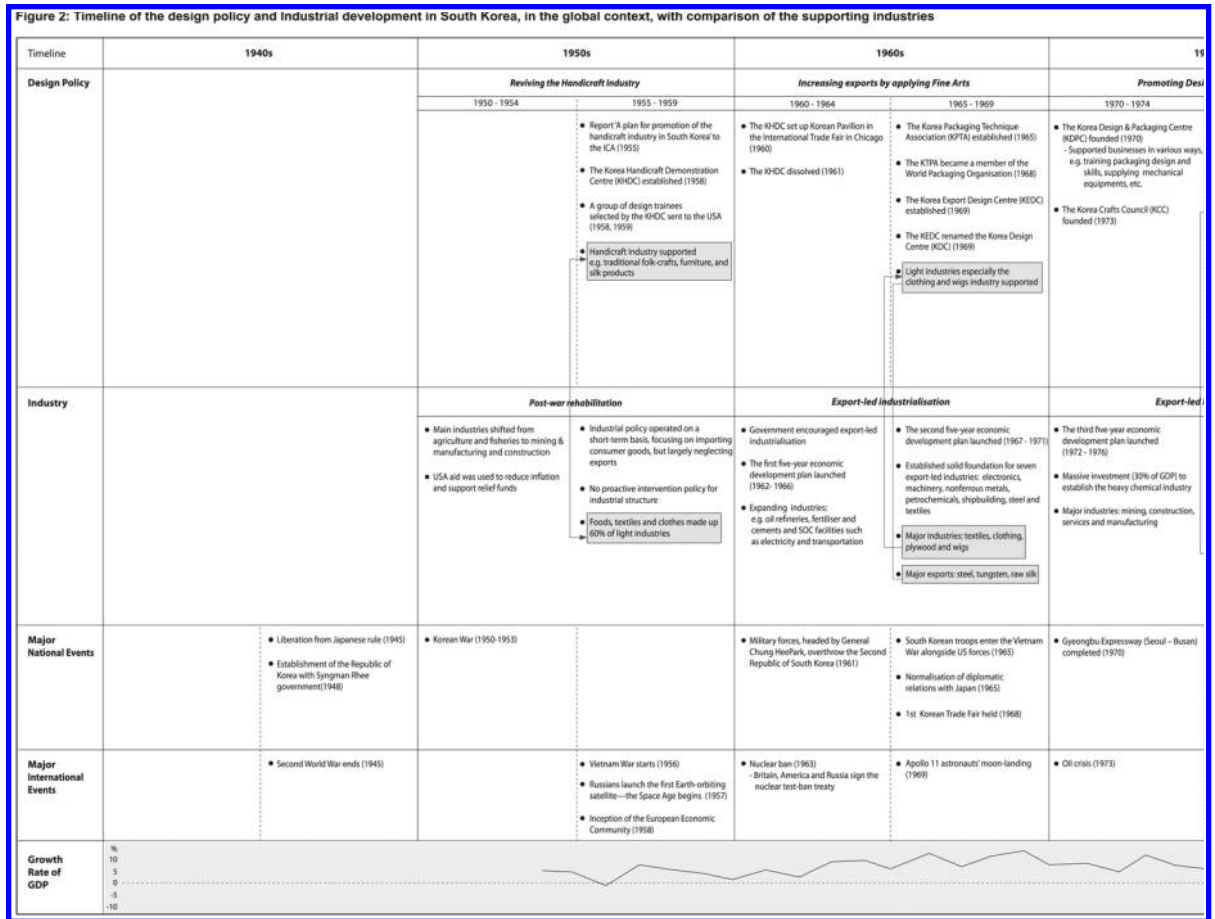 Figure 2: Timeline of the design policy and Industrial development in South Korea, in the global context, with comparison of the supporting industries
Timeline
1940s
1950s
1960s
19
Design Policy
Reviving the Handicraft Industry
Increasing exports by applying Fine Arts
Promoting Desi
1950 - 1954
1955 - 1959
1960 - 1964
1965 - 1969
1970 - 1974
• Report 'A plan for promotion of the
handicraft industry in South Korea' to
the ICA (1955)
• The Korea Handicraft Demonstration
Centre (KHDC) established (1958)
• A group of design trainees
selected by the KHDC sent to the USA
(1958, 1959)
• Handicraft industry supported
e.g. traditional folk-crafts, furniture, and
silk products
• The KHDC set up Korean Pavilion in
the International Trade Fair in Chicago
(1960)
• The KHDC dissolved (1961)
• The Korea Packaging Technique
Association (KPTA) established (1965)
• The KTPA became a member of the
World Packaging Organisation (1968)
• The Korea Export Design Centre (KEDC)
established (1969)
• The KEDC renamed the Korea Design
Centre (KDC) (1969)
• Light industries especially the
clothing and wigs industry supported
• The Korea Design & Packaging Centre
(KDPC) founded (1970)
- Supported businesses in various ways,
e.g. training packaging design and
skills, supplying mechanical
equipments, etc.
• The Korea Crafts Council (KCC)
founded (1973)
Industry
Post-war rehabilitation
Export-led industrialisation
Export-led i
• Main industries shifted from
agriculture and fisheries to mining &
manufacturing and construction
• USA aid was used to reduce inflation
and support relief funds
• Industrial policy operated on a
short-term basis, focusing on importing
consumer goods, but largely neglecting
exports
• No proactive intervention policy for
industrial structure
• Foods, textiles and clothes made up
60% of light industries
• Government encouraged export-led
industrialisation
• The first five-year economic
development plan launched
(1962- 1966)
• Expanding industries:
e.g. oil refineries, fertiliser and
cements and SOC facilities such
as electricity and transportation
• The second five-year economic
development plan launched (1967 - 1971)
• Established solid foundation for seven
export-led industries: electronics,
machinery, nonferrous metals,
petrochemicals, shipbuilding, steel and
textiles
• Major industries: textiles, clothing,
plywood and wigs
• Major exports: steel, tungsten, raw silk
• The third five-year economic
development plan launched
(1972 - 1976)
• Massive investment (30% of GDP) to
establish the heavy chemical industry
• Major industries: mining, construction,
services and manufacturing
Major
National Events
• Liberation from Japanese rule (1945)
• Establishment of the Republic of
Korea with Syngman Rhee
government(1948)
• Korean War (1950-1953)
• Military forces, headed by General
Chung HeePark, overthrow the Second
Republic of South Korea (1961)
• South Korean troops enter the Vietnam
War alongside US forces (1965)
• Normalisation of diplomatic
relations with Japan (1965)
• 1st Korean Trade Fair held (1968)
• Gyeongbu Expressway (Seoul – Busan)
completed (1970)
Major
International
Events
• Second World War ends (1945)
• Vietnam War starts (1956)
• Russians launch the first Earth-orbiting
satellite—the Space Age begins (1957)
• Inception of the European Economic
Community (1958)
• Nuclear ban (1963)
- Britain, America and Russia sign the
nuclear test-ban treaty
• Apollo 11 astronauts' moon-landing
(1969)
• Oil crisis (1973)
Growth
Rate of
GDP
%
10
5
0
-5
-10